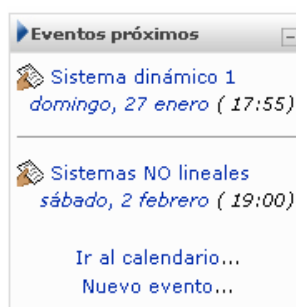 Eventos próximos
Sistema dinámico 1
domingo, 27 enero ( 17:55)
Sistemas NO lineales
sábado, 2 febrero ( 19:00)
Ir al calendario...
Nuevo evento...